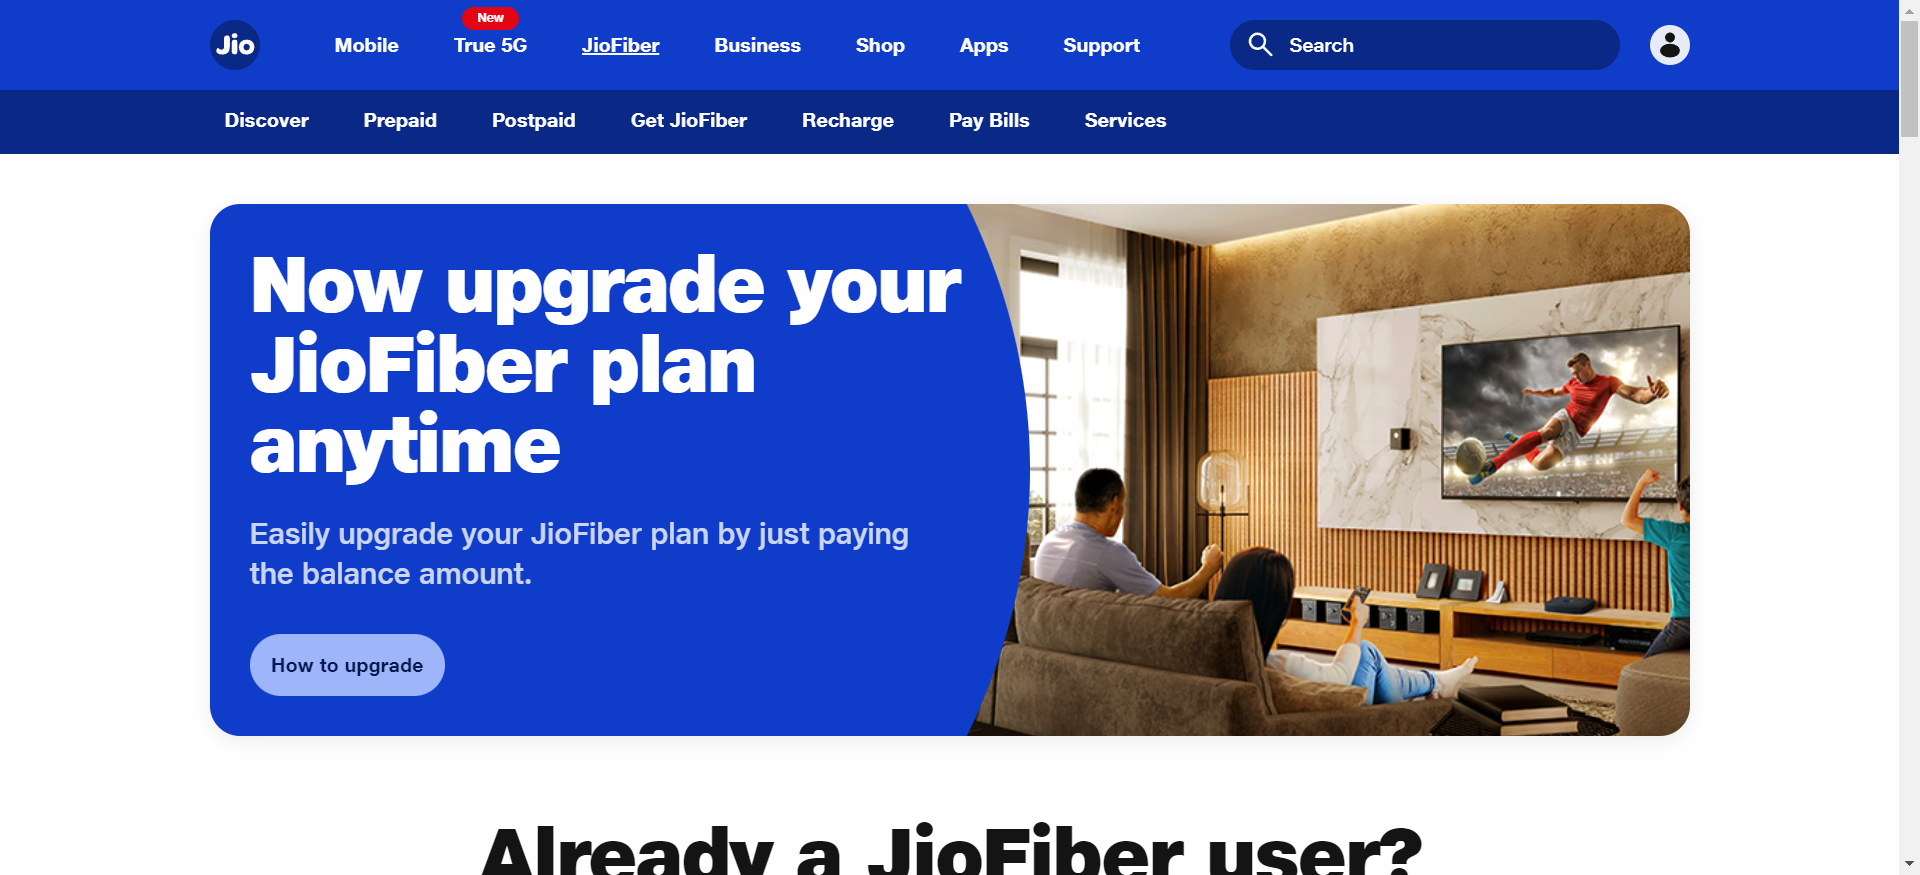 New
Jio Mobile True 5G JioFiber Business Shop Apps Support Search
Discover Prepaid Postpaid Get JioFiber Recharge Pay Bills Services
Now upgrade your
JioFiber plan
anytime
Easily upgrade your JioFiber plan by just paying
the balance amount.
How to upgrade
Already a JioFiber user?